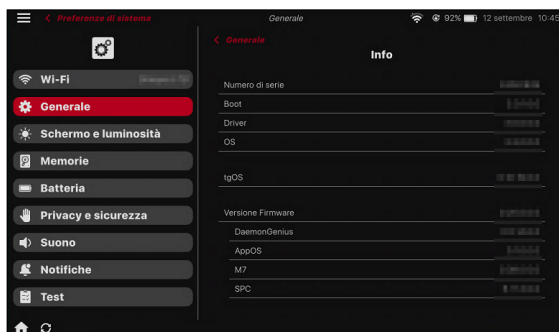 Preferenze di sistema
Generale
92%
12 settembre 10:45
Wi-Fi
Generale
Schermo e luminosità
Memorie
Batteria
Privacy e sicurezza
Suono
Notifiche
Test
Generale
Info
Numero di serie
Boot
Driver
OS
tgOS
Versione Firmware
DaemonGenius
AppOS
M7
SPC